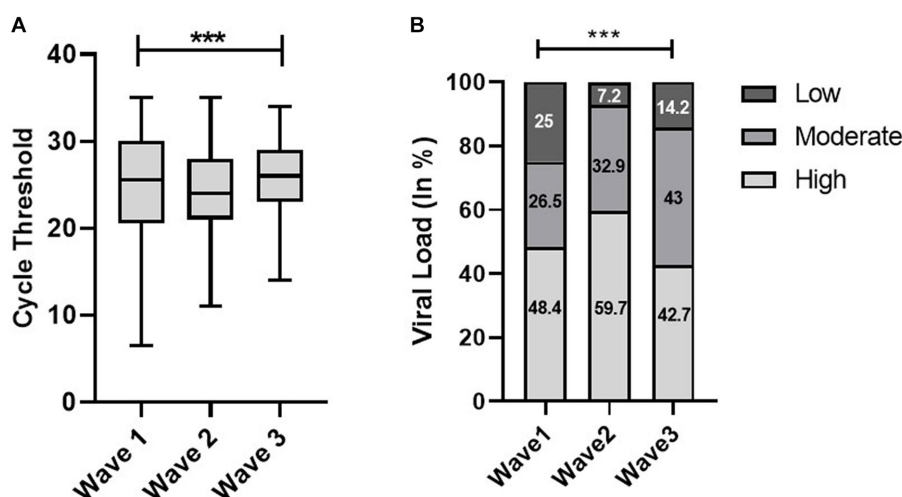 A
***
Cycle Threshold
40
30
20
10
0
Wave 1
Wave 2
Wave 3
B
***
Viral Load (In %)
100
80
60
40
20
0
25
26.5
48.4
7.2
32.9
59.7
14.2
43
42.7
Wave1
Wave2
Wave3
Low
Moderate
High